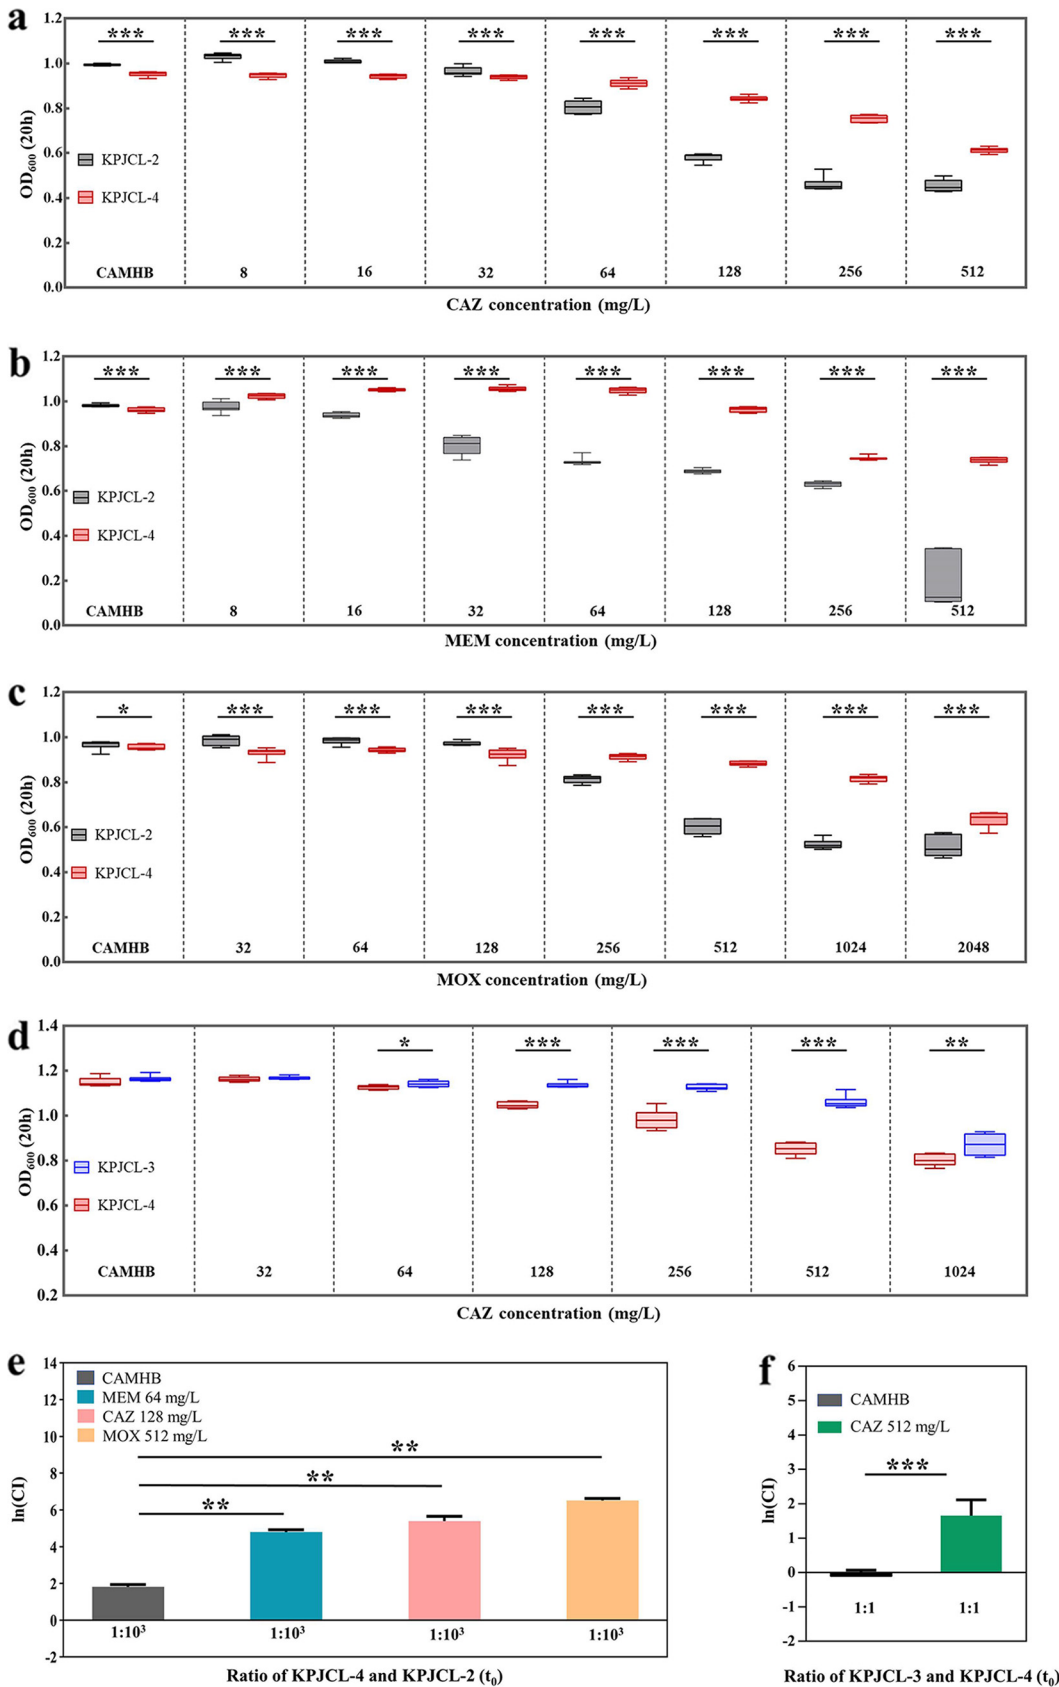 a
1.2
1.0
0.8
0.6
0.4
0.2
0.0
OD600 (20h)
*** *** *** *** *** *** *** ***
KPJCL-2
KPJCL-4
CAMHB 8 16 32 64 128 256 512
CAZ concentration (mg/L)
b
1.2
1.0
0.8
0.6
0.4
0.2
0.0
OD600 (20h)
*** *** *** *** *** *** *** ***
KPJCL-2
KPJCL-4
CAMHB 8 16 32 64 128 256 512
MEM concentration (mg/L)
c
1.2
1.0
0.8
0.6
0.4
0.2
0.0
OD600 (20h)
* *** *** *** *** *** *** ***
KPJCL-2
KPJCL-4
CAMHB 32 64 128 256 512 1024 2048
MOX concentration (mg/L)
d
1.4
1.2
1.0
0.8
0.6
0.4
0.2
OD600 (20h)
* *** *** *** **
KPJCL-3
KPJCL-4
CAMHB 32 64 128 256 512 1024
CAZ concentration (mg/L)
e
14
12
10
8
6
4
2
0
-2
ln(CI)
CAMHB
MEM 64 mg/L
CAZ 128 mg/L
MOX 512 mg/L
**
**
**
1:10³ 1:10³ 1:10³ 1:10³
Ratio of KPJCL-4 and KPJCL-2 (t0)
f
6
5
4
3
2
1
0
-1
-2
ln(CI)
CAMHB
CAZ 512 mg/L
***
1:1 1:1
Ratio of KPJCL-3 and KPJCL-4 (t0)